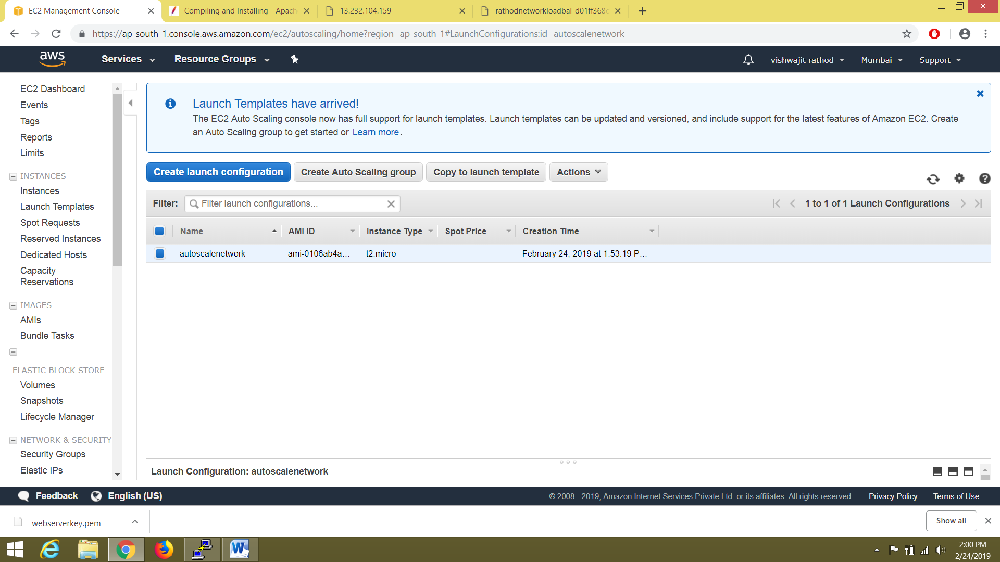 EC2 Management Console
Compiling and Installing - Apach
13.232.104.159
rathodnetworkloadbal-d01ff368c
https://ap-south-1.console.aws.amazon.com/ec2/autoscaling/home?region=ap-south-1#LaunchConfigurations:id=autoscalenetwork
aws
Services
Resource Groups
vishwajit rathod
Mumbai
Support
EC2 Dashboard
Events
Tags
Reports
Limits
INSTANCES
Instances
Launch Templates
Spot Requests
Reserved Instances
Dedicated Hosts
Capacity
Reservations
IMAGES
AMIs
Bundle Tasks
ELASTIC BLOCK STORE
Volumes
Snapshots
Lifecycle Manager
NETWORK & SECURITY
Security Groups
Elastic IPs
Launch Templates have arrived!
The EC2 Auto Scaling console now has full support for launch templates. Launch templates can be updated and versioned, and include support for the latest features of Amazon EC2. Create
an Auto Scaling group to get started or Learn more.
Create launch configuration
Create Auto Scaling group
Copy to launch template
Actions
Filter:
Filter launch configurations...
1 to 1 of 1 Launch Configurations
Name
AMI ID
Instance Type
Spot Price
Creation Time
autoscalenetwork
ami-0106ab4a...
t2.micro
February 24, 2019 at 1:53:19 P...
Launch Configuration: autoscalenetwork
Feedback
English (US)
© 2008 - 2019, Amazon Internet Services Private Ltd. or its affiliates. All rights reserved.
Privacy Policy
Terms of Use
webserverkey.pem
Show all
2:00 PM
2/24/2019